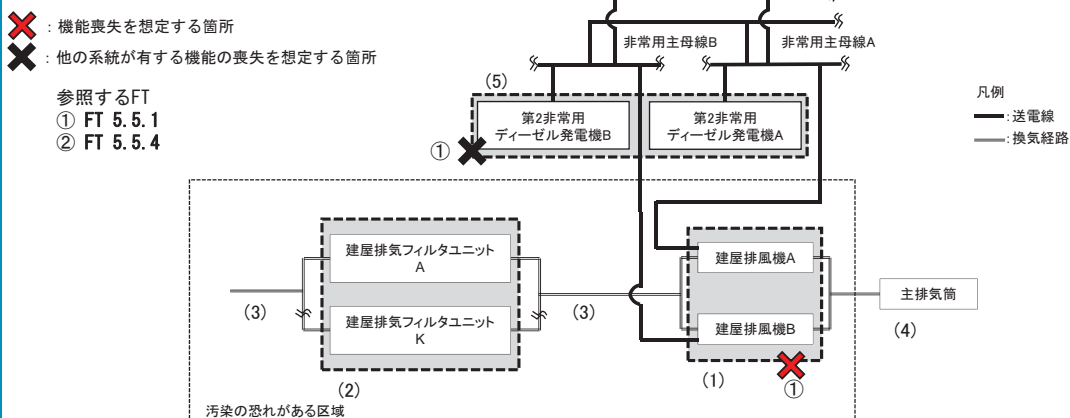 ：機能喪失を想定する箇所
：他の系統が有する機能の喪失を想定する箇所
参照するFT
① FT 5.5.1
② FT 5.5.4
非常用主母線B
非常用主母線A
(5)
第2非常用
ディーゼル発電機B
第2非常用
ディーゼル発電機A
①
凡例
：送電線
：換気経路
建屋排気フィルタユニット
A
建屋排気フィルタユニット
K
(3)
(3)
(2)
建屋排風機A
建屋排風機B
(1)
①
主排気筒
(4)
汚染の恐れがある区域